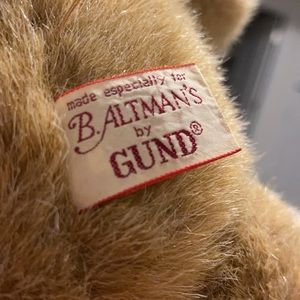 made especially for
B. ALTMAN'S
by
GUND®